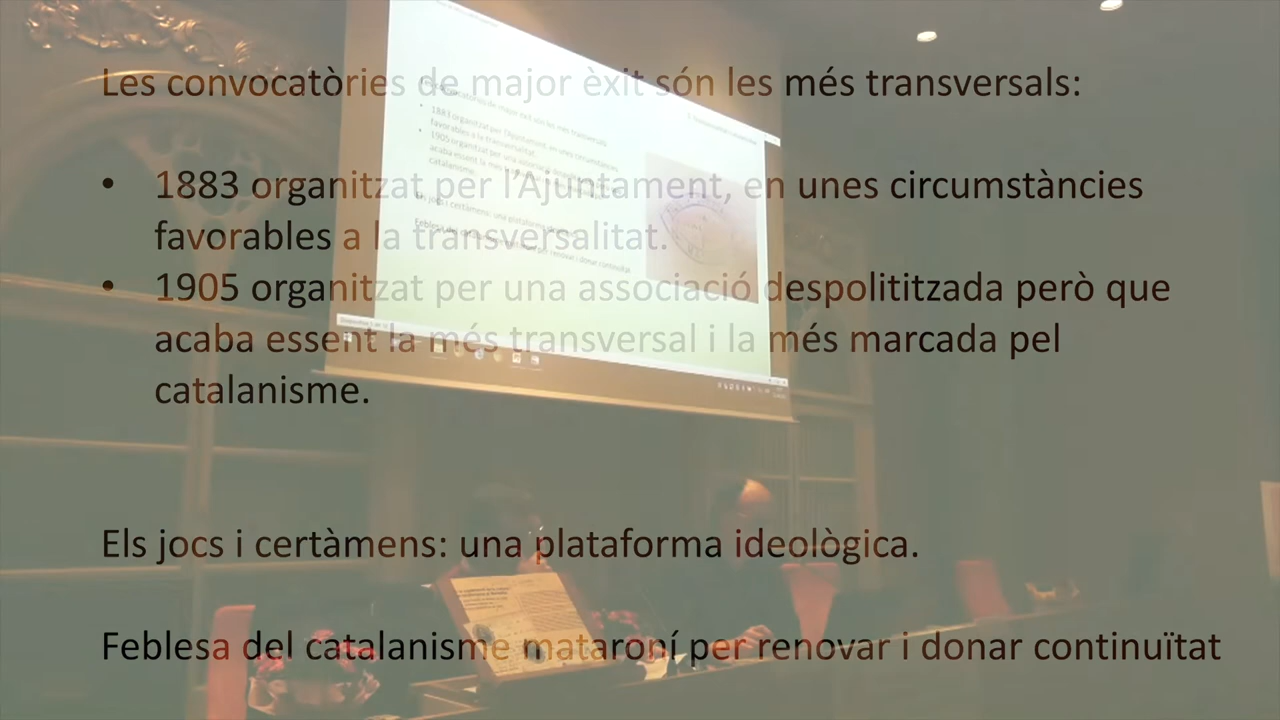 Les convocatòries de major èxit són les més transversals:
• 1883 organitzat per l'Ajuntament, en unes circumstàncies
favorables a la transversalitat.
• 1905 organitzat per una associació despolititzada però que
acaba essent la més transversal i la més marcada pel
catalanisme.
Els jocs i certàmens: una plataforma ideològica.
Feblesa del catalanisme mataroní per renovar i donar continuïtat